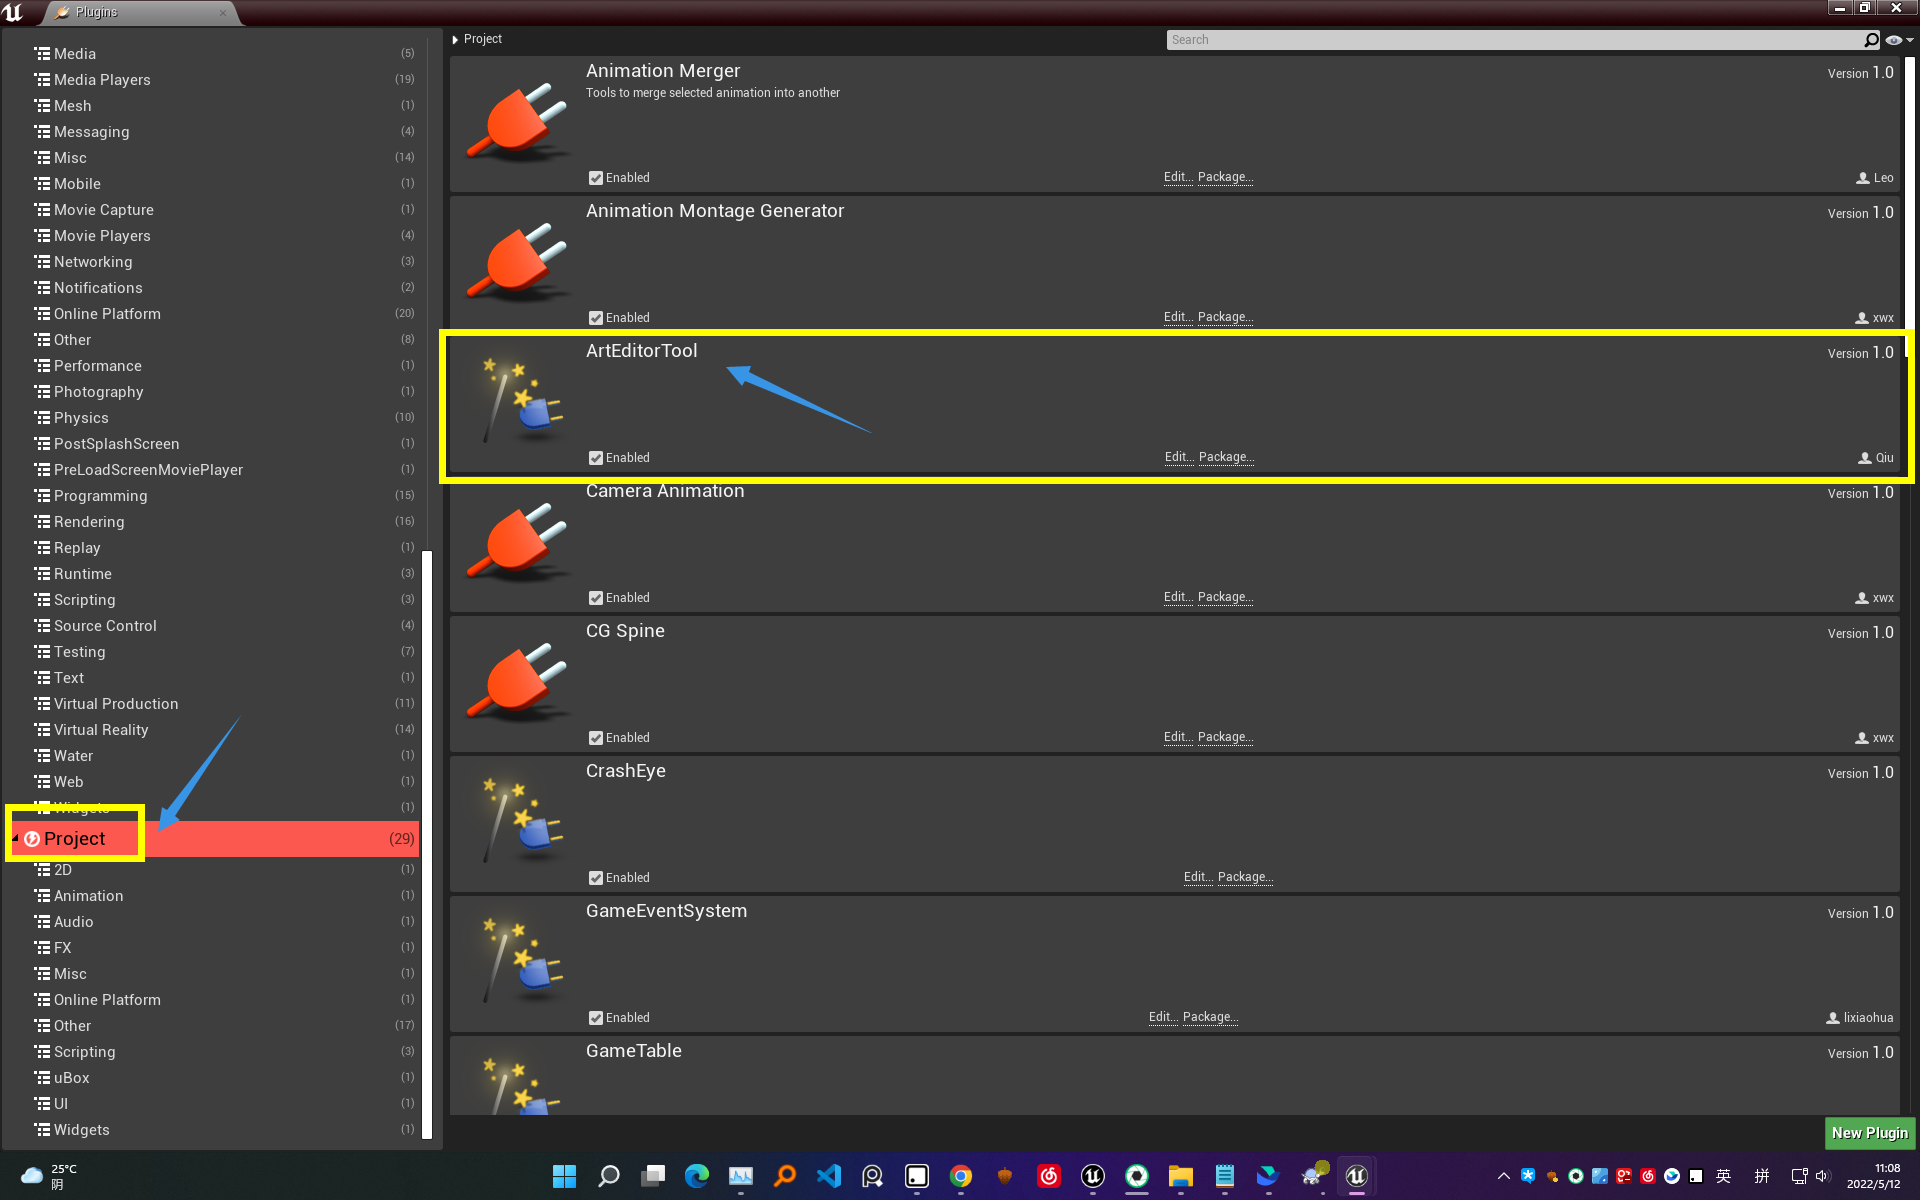 Plugins
Media (5)
Media Players (19)
Mesh (1)
Messaging (4)
Misc (14)
Mobile (1)
Movie Capture (1)
Movie Players (4)
Networking (3)
Notifications (2)
Online Platform (20)
Other (8)
Performance (1)
Photography (1)
Physics (10)
PostSplashScreen (1)
PreLoadScreenMoviePlayer (1)
Programming (15)
Rendering (16)
Replay (1)
Runtime (3)
Scripting (3)
Source Control (4)
Testing (7)
Text (1)
Virtual Production (11)
Virtual Reality (14)
Water (1)
Web (1)
Widgets (1)
Project (29)
2D (1)
Animation (1)
Audio (1)
FX (1)
Misc (1)
Online Platform (1)
Other (17)
Scripting (3)
uBox (1)
UI (1)
Widgets (1)
Project
Search
Animation Merger Version 1.0
Tools to merge selected animation into another
Enabled Edit... Package... Leo
Animation Montage Generator Version 1.0
Enabled Edit... Package... xwx
ArtEditorTool Version 1.0
Enabled Edit... Package... Qiu
Camera Animation Version 1.0
Enabled Edit... Package... xwx
CG Spine Version 1.0
Enabled Edit... Package... xwx
CrashEye Version 1.0
Enabled Edit... Package...
GameEventSystem Version 1.0
Enabled Edit... Package... lixiaohua
GameTable Version 1.0
New Plugin
25°C
阴
英 拼
11:08
2022/5/12